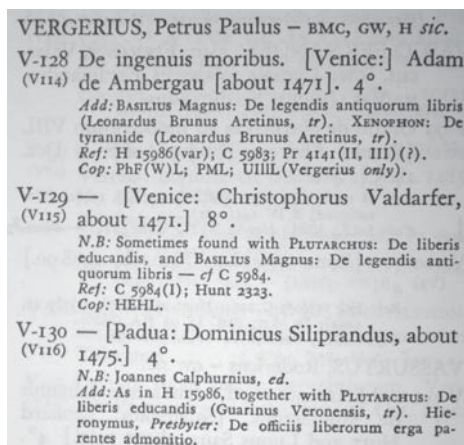 VERGERIUS, Petrus Paulus – BMC, GW, H sic.
V-128 De ingenuis moribus. [Venice:] Adam
(V114) de Ambergau [about 1471]. 4°.
Add: BASILIUS Magnus: De legendis antiquorum libris
(Leonardus Brunus Aretinus, tr). XENOPHON: De
tyrannide (Leonardus Brunus Aretinus, tr).
Ref: H 15986(var); C 5983; Pr 4141(II, III)(?).
Cop: PhF(W)L; PML; UIllL(Vergerius only).
V-129 — [Venice: Christophorus Valdarfer,
(V115) about 1471.] 8°.
N.B: Sometimes found with PLUTARCHUS: De liberis
educandis, and BASILIUS Magnus: De legendis anti-
quorum libris — cf C 5984.
Ref: C 5984(I); Hunt 2323.
Cop: HEHL.
V-130 — [Padua: Dominicus Siliprandus, about
(V116) 1475.] 4°.
N.B: Joannes Calphurnius, ed.
Add: As in H 15986, together with PLUTARCHUS: De
liberis educandis (Guarinus Veronensis, tr). Hie-
ronymus, Presbyter: De officiis liberorum erga pa-
rentes admonitio.